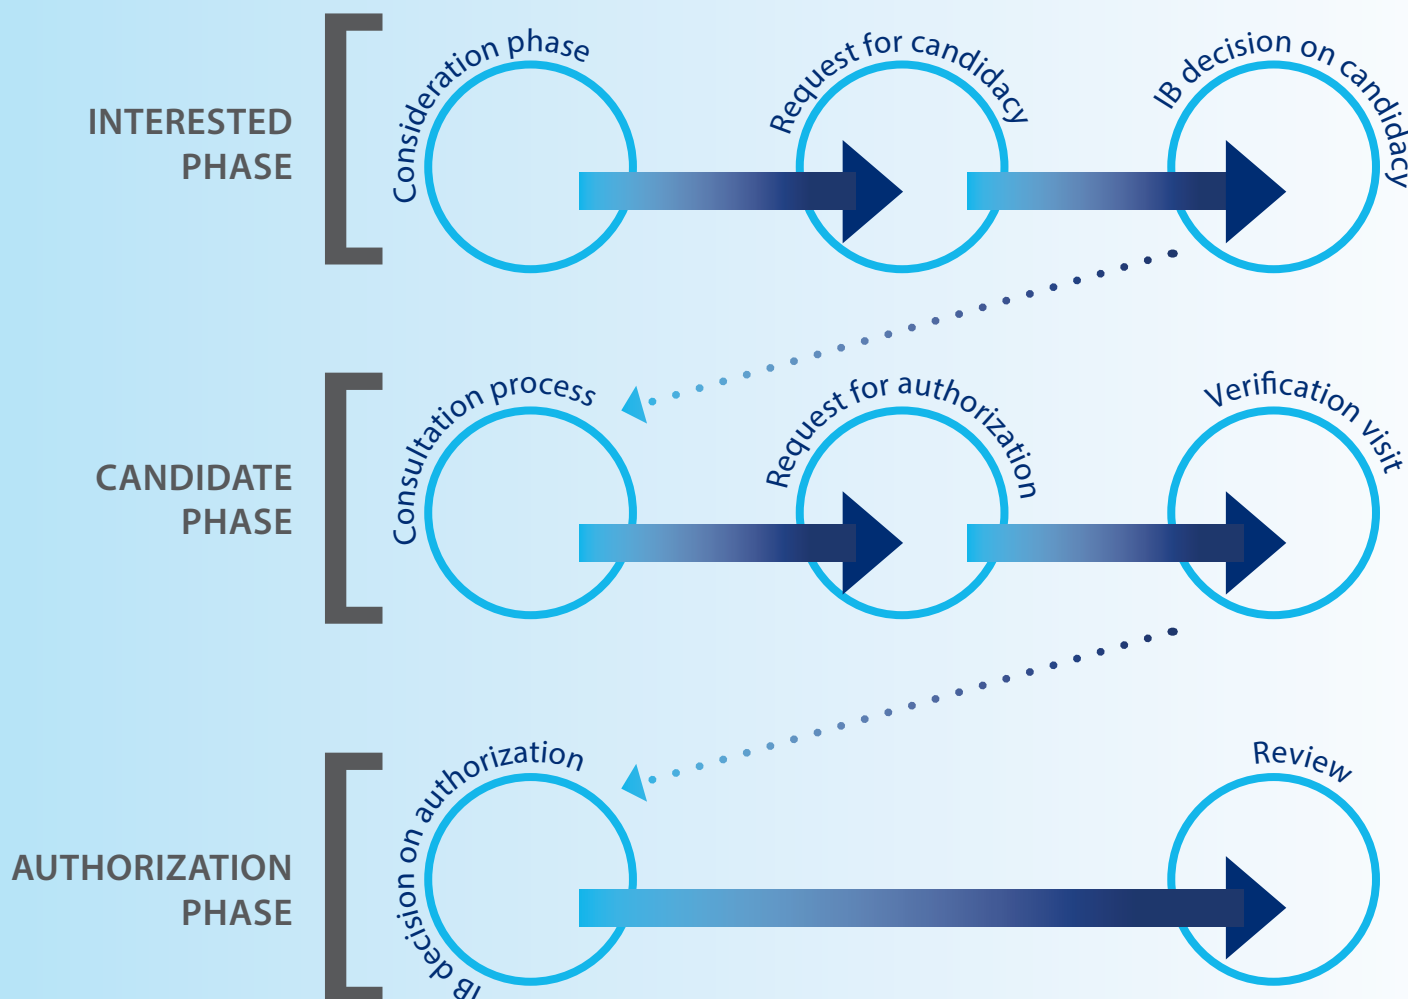 INTERESTED
PHASE
Consideration phase
Request for candidacy
IB decision on candidacy
CANDIDATE
PHASE
Consultation process
Request for authorization
Verification visit
AUTHORIZATION
PHASE
IB decision on authorization
Review